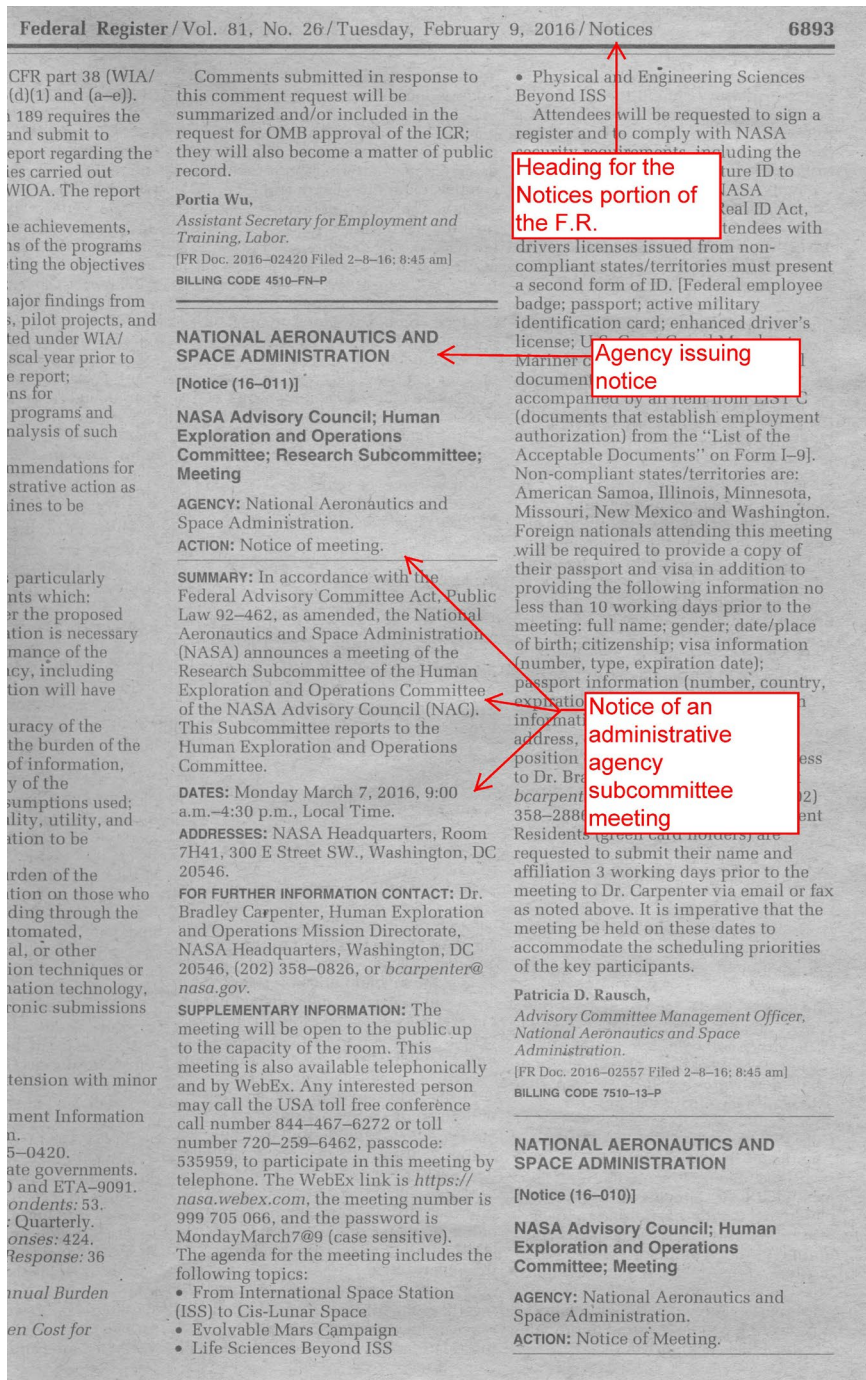 Federal Register / Vol. 81, No. 26 / Tuesday, February 9, 2016 / Notices 6893
CFR part 38 (WIA/
(d)(1) and (a–e)).
189 requires the
and submit to
eport regarding the
ies carried out
WIOA. The report
e achievements,
ns of the programs
ting the objectives
ajor findings from
s, pilot projects, and
ted under WIA/
iscal year prior to
e report;
ns for
programs and
nalysis of such
mmendations for
strative action as
ines to be
particularly
nts which:
er the proposed
tion is necessary
mance of the
cy, including
tion will have
uracy of the
the burden of the
of information,
y of the
sumptions used;
lity, utility, and
ation to be
rden of the
tion on those who
ding through the
utomated,
al, or other
ion techniques or
nation technology,
ronic submissions
tension with minor
ment Information
n.
5–0420.
ate governments.
) and ETA–9091.
ondents: 53.
: Quarterly.
onses: 424.
Response: 36
nnual Burden
en Cost for
Comments submitted in response to
this comment request will be
summarized and/or included in the
request for OMB approval of the ICR;
they will also become a matter of public
record.
Portia Wu,
Assistant Secretary for Employment and
Training, Labor.
[FR Doc. 2016–02420 Filed 2–8–16; 8:45 am]
BILLING CODE 4510–FN–P
NATIONAL AERONAUTICS AND
SPACE ADMINISTRATION
[Notice (16–011)]
NASA Advisory Council; Human
Exploration and Operations
Committee; Research Subcommittee;
Meeting
AGENCY: National Aeronautics and
Space Administration.
ACTION: Notice of meeting.
SUMMARY: In accordance with the
Federal Advisory Committee Act, Public
Law 92–462, as amended, the National
Aeronautics and Space Administration
(NASA) announces a meeting of the
Research Subcommittee of the Human
Exploration and Operations Committee
of the NASA Advisory Council (NAC).
This Subcommittee reports to the
Human Exploration and Operations
Committee.
DATES: Monday March 7, 2016, 9:00
a.m.–4:30 p.m., Local Time.
ADDRESSES: NASA Headquarters, Room
7H41, 300 E Street SW., Washington, DC
20546.
FOR FURTHER INFORMATION CONTACT: Dr.
Bradley Carpenter, Human Exploration
and Operations Mission Directorate,
NASA Headquarters, Washington, DC
20546, (202) 358–0826, or bcarpenter@
nasa.gov.
SUPPLEMENTARY INFORMATION: The
meeting will be open to the public up
to the capacity of the room. This
meeting is also available telephonically
and by WebEx. Any interested person
may call the USA toll free conference
call number 844–467–6272 or toll
number 720–259–6462, passcode:
535959, to participate in this meeting by
telephone. The WebEx link is https://
nasa.webex.com, the meeting number is
999 705 066, and the password is
MondayMarch7@9 (case sensitive).
The agenda for the meeting includes the
following topics:
• From International Space Station
(ISS) to Cis-Lunar Space
• Evolvable Mars Campaign
• Life Sciences Beyond ISS
• Physical and Engineering Sciences
Beyond ISS
Attendees will be requested to sign a
register and to comply with NASA
security requirements, including the
ure ID to
NASA
Real ID Act,
tendees with
drivers licenses issued from non-
compliant states/territories must present
a second form of ID. [Federal employee
badge; passport; active military
identification card; enhanced driver's
license; U.S.
Mariner
document
accompanied by an item from LIST C
(documents that establish employment
authorization) from the “List of the
Acceptable Documents” on Form I–9].
Non-compliant states/territories are:
American Samoa, Illinois, Minnesota,
Missouri, New Mexico and Washington.
Foreign nationals attending this meeting
will be required to provide a copy of
their passport and visa in addition to
providing the following information no
less than 10 working days prior to the
meeting: full name; gender; date/place
of birth; citizenship; visa information
(number, type, expiration date);
passport information (number, country,
expiratio
informati
address,
position ess
to Dr. Bra
bcarpent 02)
358–2886 ent
Residents (green card holders) are
requested to submit their name and
affiliation 3 working days prior to the
meeting to Dr. Carpenter via email or fax
as noted above. It is imperative that the
meeting be held on these dates to
accommodate the scheduling priorities
of the key participants.
Patricia D. Rausch,
Advisory Committee Management Officer,
National Aeronautics and Space
Administration.
[FR Doc. 2016–02557 Filed 2–8–16; 8:45 am]
BILLING CODE 7510–13–P
NATIONAL AERONAUTICS AND
SPACE ADMINISTRATION
[Notice (16–010)]
NASA Advisory Council; Human
Exploration and Operations
Committee; Meeting
AGENCY: National Aeronautics and
Space Administration.
ACTION: Notice of Meeting.
Heading for the
Notices portion of
the F.R.
Agency issuing
notice
Notice of an
administrative
agency
subcommittee
meeting